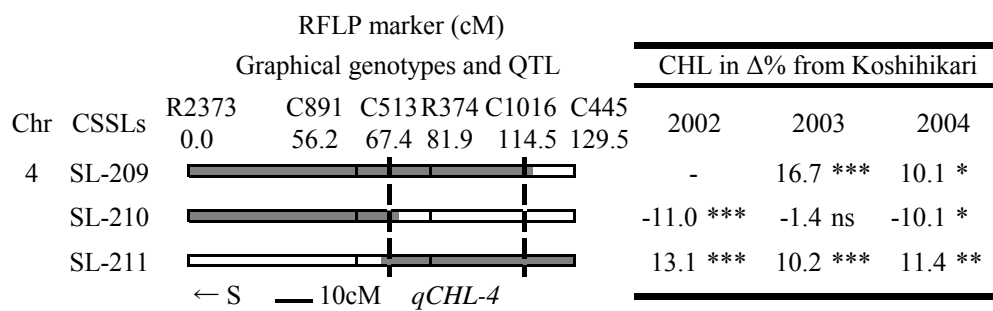 RFLP marker (cM)
Graphical genotypes and QTL
CHL in Δ% from Koshihikari
Chr CSSLs R2373 C891 C513 R374 C1016 C445 2002 2003 2004
0.0 56.2 67.4 81.9 114.5 129.5
4 SL-209 - 16.7 *** 10.1 *
SL-210 -11.0 *** -1.4 ns -10.1 *
SL-211 13.1 *** 10.2 *** 11.4 **
← S 10cM qCHL-4